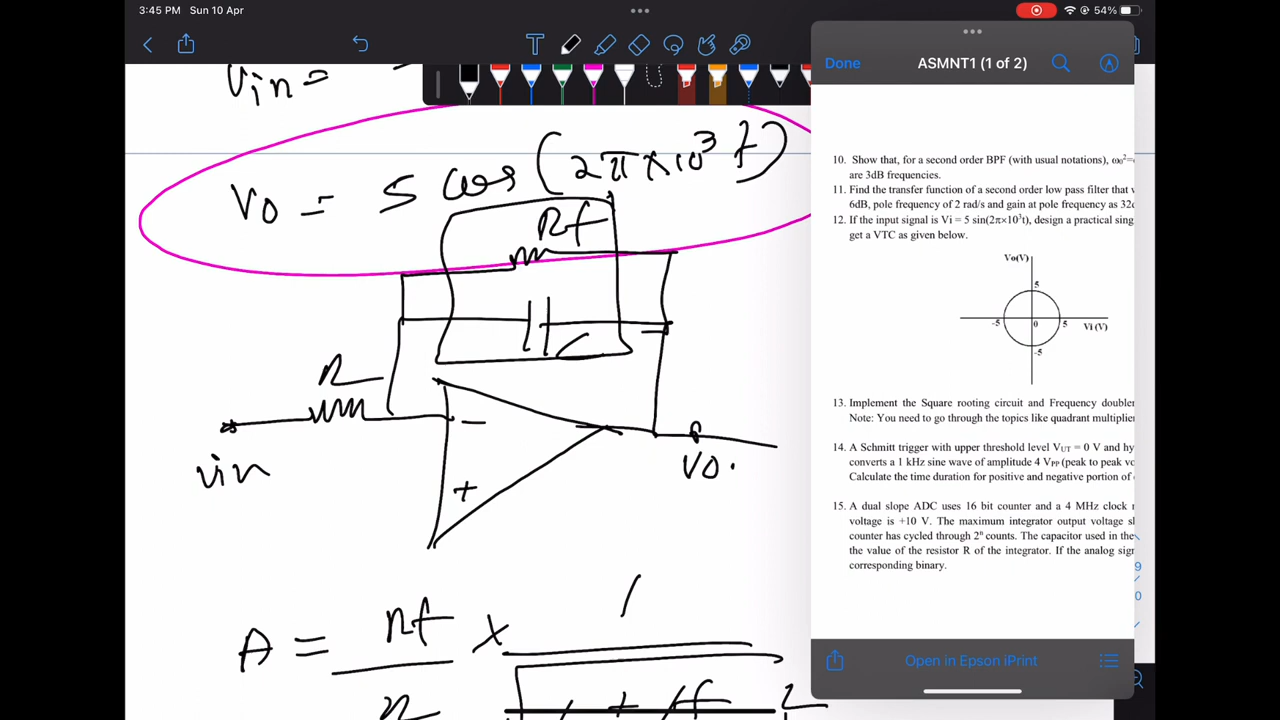 3:45 PM Sun 10 Apr
54%
Vin =
Vo = 5 cos (2π×10³ t)
Rf
C
R
−
Vin
+
Vo.
A = Rf × 1
R
Done
ASMNT1 (1 of 2)
10. Show that, for a second order BPF (with usual notations), ω₀²=
are 3dB frequencies.
11. Find the transfer function of a second order low pass filter that
6dB, pole frequency of 2 rad/s and gain at pole frequency as
12. If the input signal is Vi = 5 sin(2π×10³t), design a practical
get a VTC as given below.
Vo(V)
5
-5 0 5 Vi (V)
-5
13. Implement the Square rooting circuit and Frequency doubler
Note: You need to go through the topics like quadrant
14. A Schmitt trigger with upper threshold level VUT = 0 V and
converts a 1 kHz sine wave of amplitude 4 VPP (peak to peak
Calculate the time duration for positive and negative portion of
15. A dual slope ADC uses 16 bit counter and a 4 MHz clock
voltage is +10 V. The maximum integrator output voltage
counter has cycled through 2ⁿ counts. The capacitor used in the
the value of the resistor R of the integrator. If the analog
corresponding binary.
Open in Epson iPrint